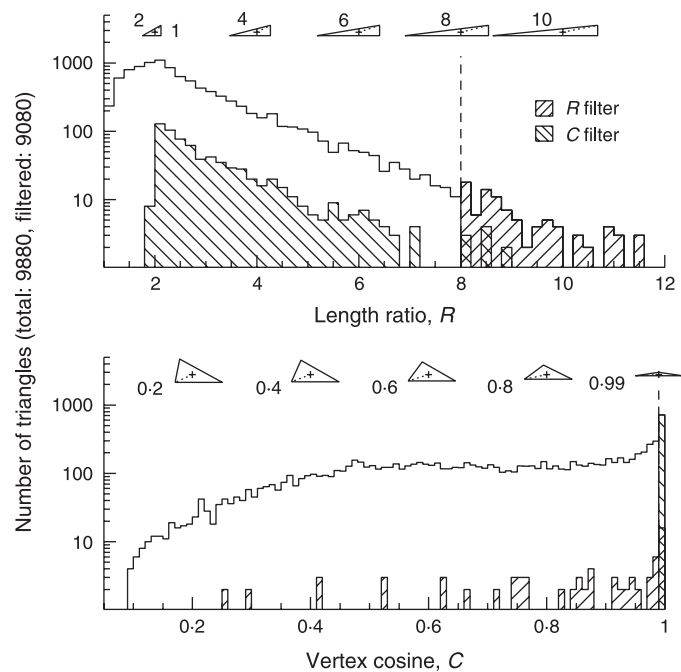 Number of triangles (total: 9880, filtered: 9080)
2 1 4 6 8 10
1000
100
10
R filter
C filter
2 4 6 8 10 12
Length ratio, R
0·2 0·4 0·6 0·8 0·99
1000
100
10
0·2 0·4 0·6 0·8 1
Vertex cosine, C